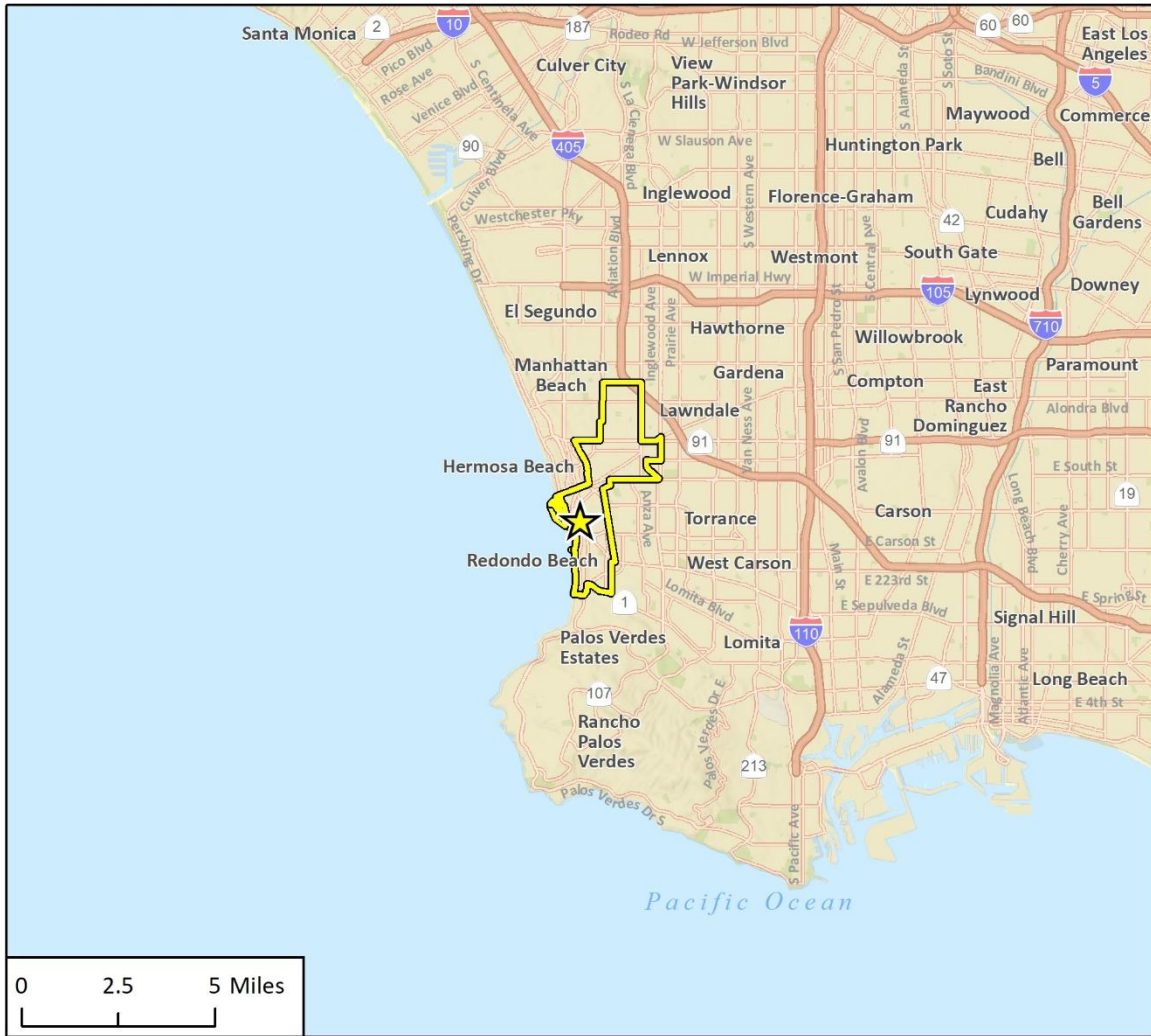 Santa Monica
2
10
187
Rodeo Rd
W Jefferson Blvd
60
60
East Los
Angeles
Pico Blvd
Culver City
View
Park-Windsor
Hills
S Alameda St
S Soto St
Bandini Blvd
5
Rose Ave
S Centinela Ave
Venice Blvd
S La Cienega Blvd
Maywood
Commerce
90
405
W Slauson Ave
Huntington Park
Bell
Culver Blvd
Inglewood
S Western Ave
Florence-Graham
Bell
Gardens
Westchester Pky
42
Cudahy
Pershing Dr
Aviation Blvd
Lennox
Westmont
S Central Ave
South Gate
W Imperial Hwy
105
Lynwood
Downey
El Segundo
Inglewood Ave
Prairie Ave
Hawthorne
S San Pedro St
Willowbrook
710
Manhattan
Beach
Gardena
Compton
East
Rancho
Dominguez
Paramount
Lawndale
Van Ness Ave
91
Avalon Blvd
91
Alondra Blvd
Hermosa Beach
E South St
Anza Ave
Long Beach Blvd
Cherry Ave
19
Torrance
Carson
E Carson St
Redondo Beach
West Carson
Main St
E 223rd St
1
Lomita Blvd
E Sepulveda Blvd
E Spring St
Signal Hill
Palos Verdes
Estates
Lomita
110
Alameda St
Magnolia Ave
Atlantic Ave
107
47
Long Beach
E 4th St
Rancho
Palos
Verdes
Palos Verdes Dr E
213
Palos Verdes Dr S
S Pacific Ave
Pacific Ocean
0 2.5 5 Miles